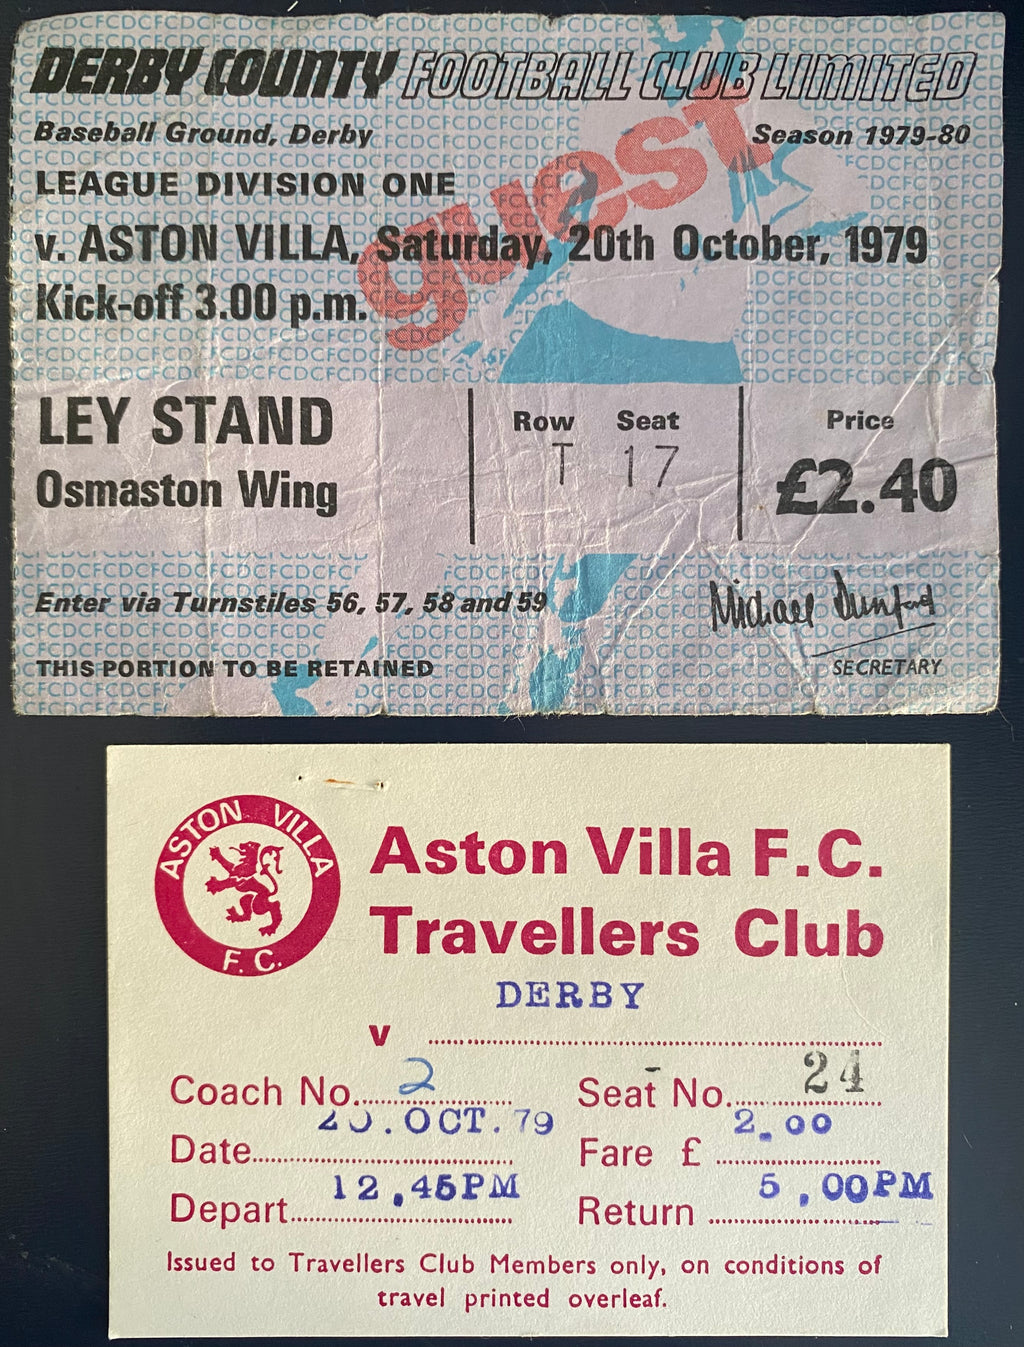 DERBY COUNTY FOOTBALL CLUB LIMITED
Baseball Ground, Derby Season 1979-80
LEAGUE DIVISION ONE
guest
v. ASTON VILLA, Saturday, 20th October, 1979
Kick-off 3.00 p.m.
LEY STAND
Osmaston Wing
Row Seat Price
T 17 £2.40
Enter via Turnstiles 56, 57, 58 and 59
Michael Dunford
THIS PORTION TO BE RETAINED SECRETARY
ASTON VILLA
F.C.
Aston Villa F.C.
Travellers Club
DERBY
v
Coach No. 2 Seat No. 24
Date 20.OCT.79 Fare £ 2.00
Depart 12.45PM Return 5.00PM
Issued to Travellers Club Members only, on conditions of
travel printed overleaf.